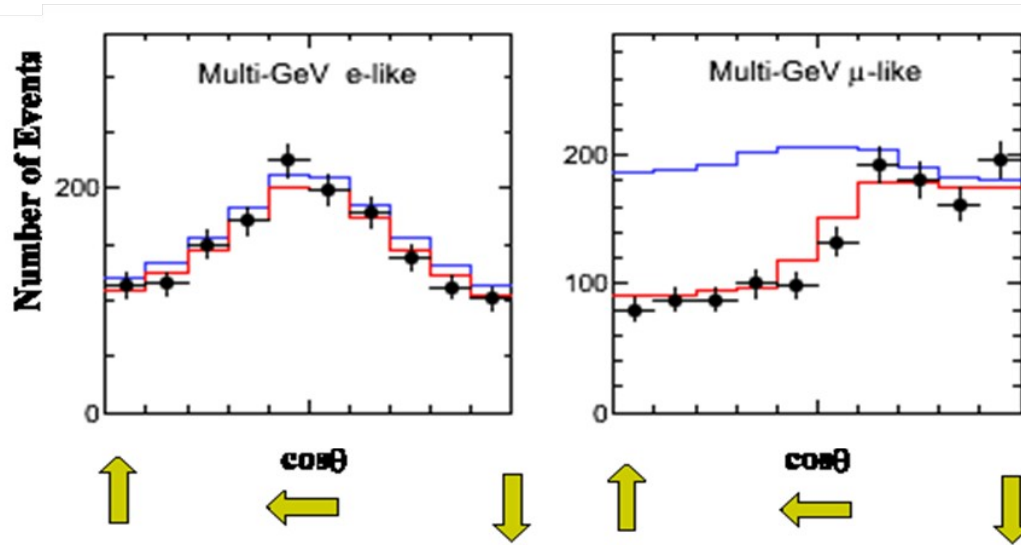 Number of Events
Multi-GeV e-like
200
0
cosθ
Multi-GeV μ-like
200
100
0
cosθ